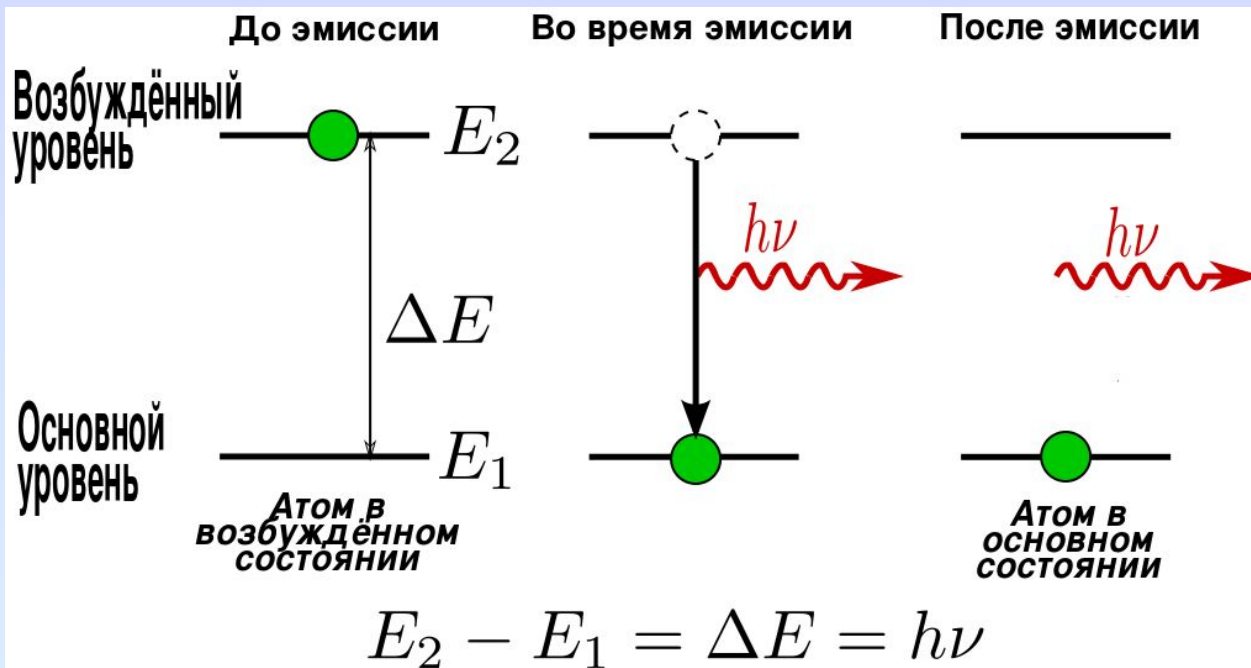 До эмиссии
Во время эмиссии
После эмиссии
Возбуждённый
уровень
E₂
hν
hν
ΔE
Основной
уровень
E₁
Атом в
возбуждённом
состоянии
Атом в
основном
состоянии
E₂ − E₁ = ΔE = hν